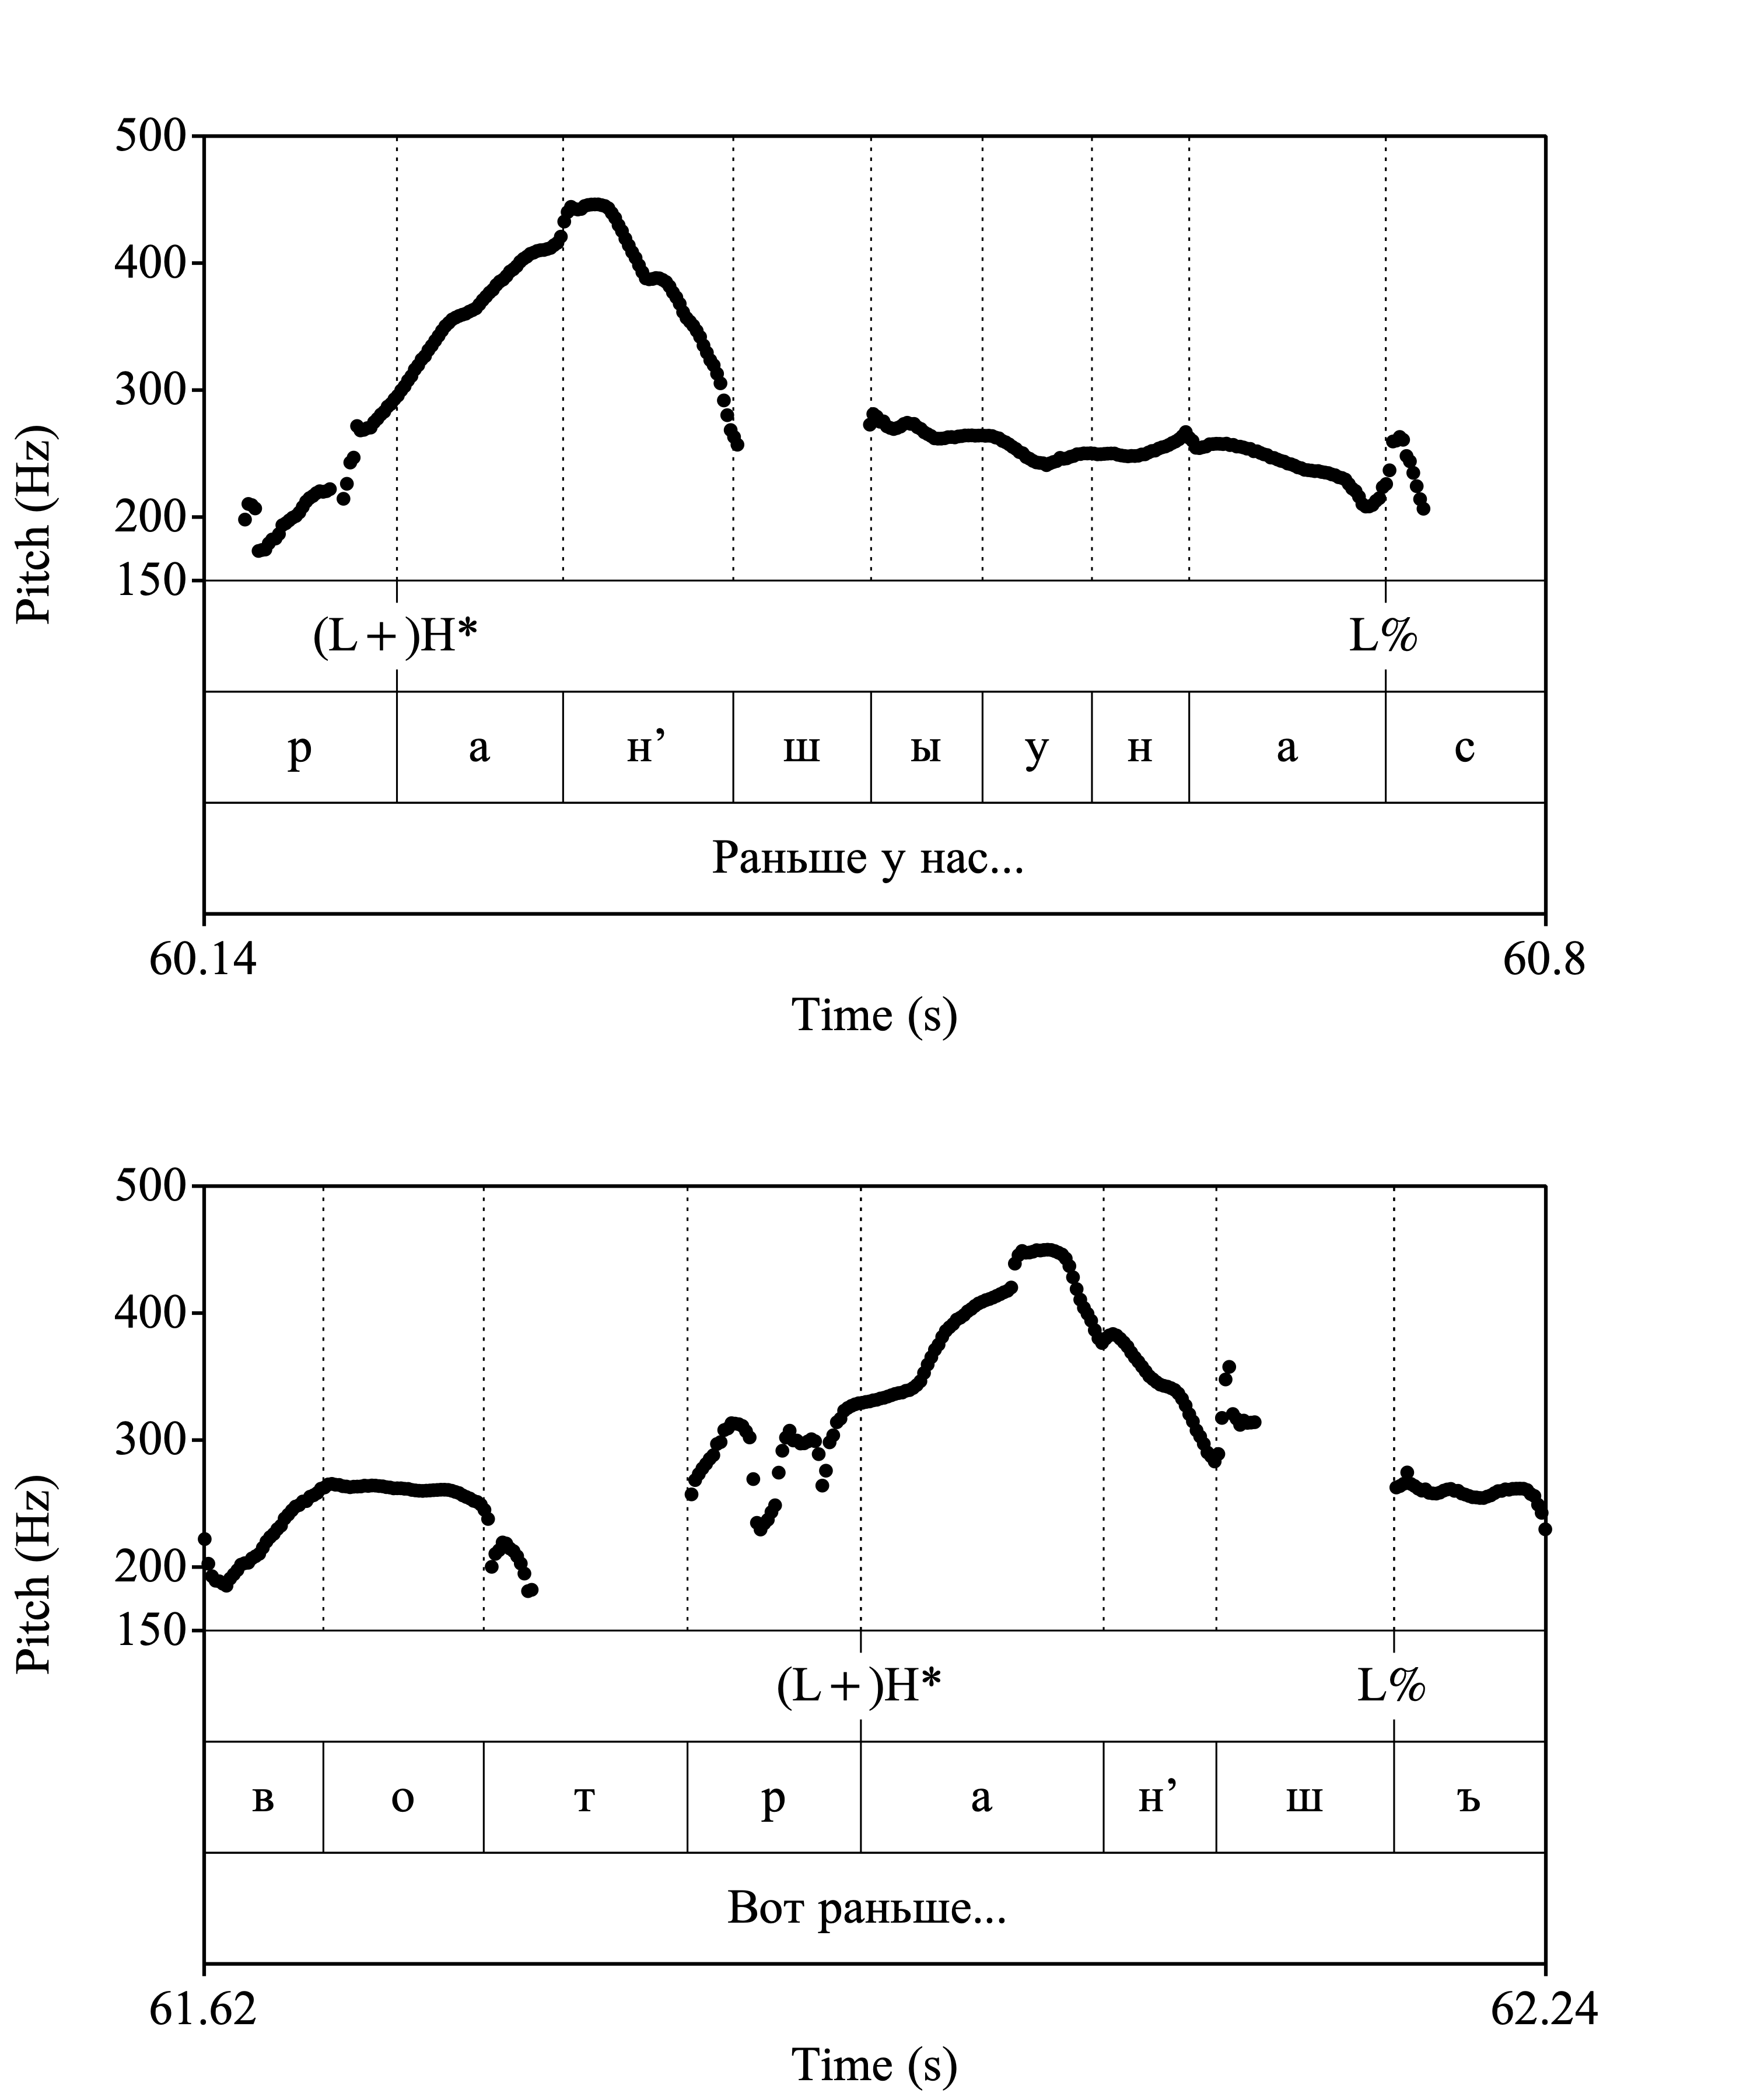 500
400
300
200
150
Pitch (Hz)
(L+)H* L%
р а н’ ш ы у н а с
Раньше у нас...
60.14 60.8
Time (s)
500
400
300
200
150
Pitch (Hz)
(L+)H* L%
в о т р а н’ ш ъ
Вот раньше...
61.62 62.24
Time (s)